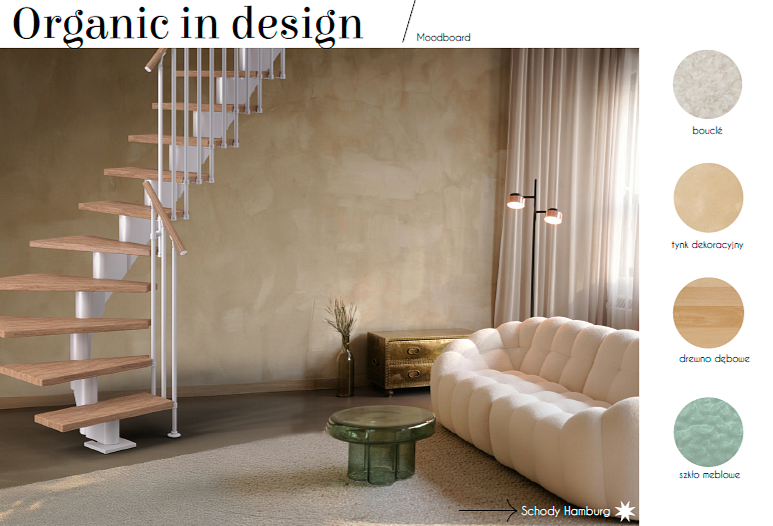 Organic in design
Moodboard
bouclé
tynk dekoracyjny
drewno dębowe
szkło meblowe
Schody Hamburg